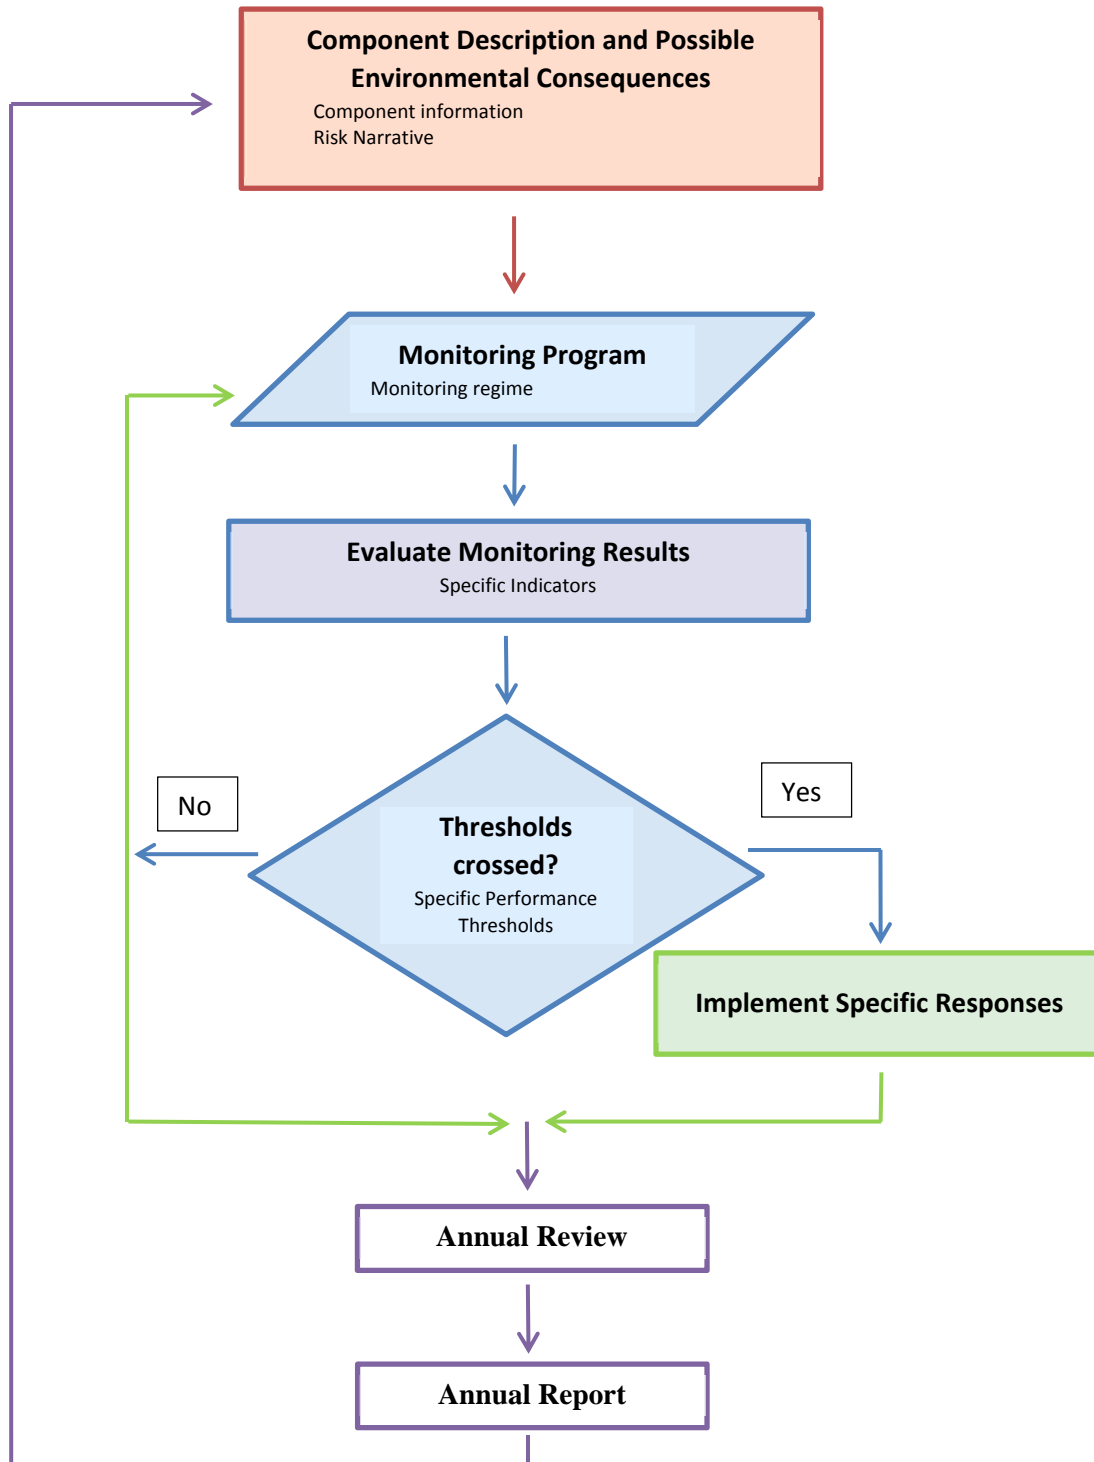 Component Description and Possible
Environmental Consequences
Component information
Risk Narrative
Monitoring Program
Monitoring regime
Evaluate Monitoring Results
Specific Indicators
No
Yes
Thresholds
crossed?
Specific Performance
Thresholds
Implement Specific Responses
Annual Review
Annual Report